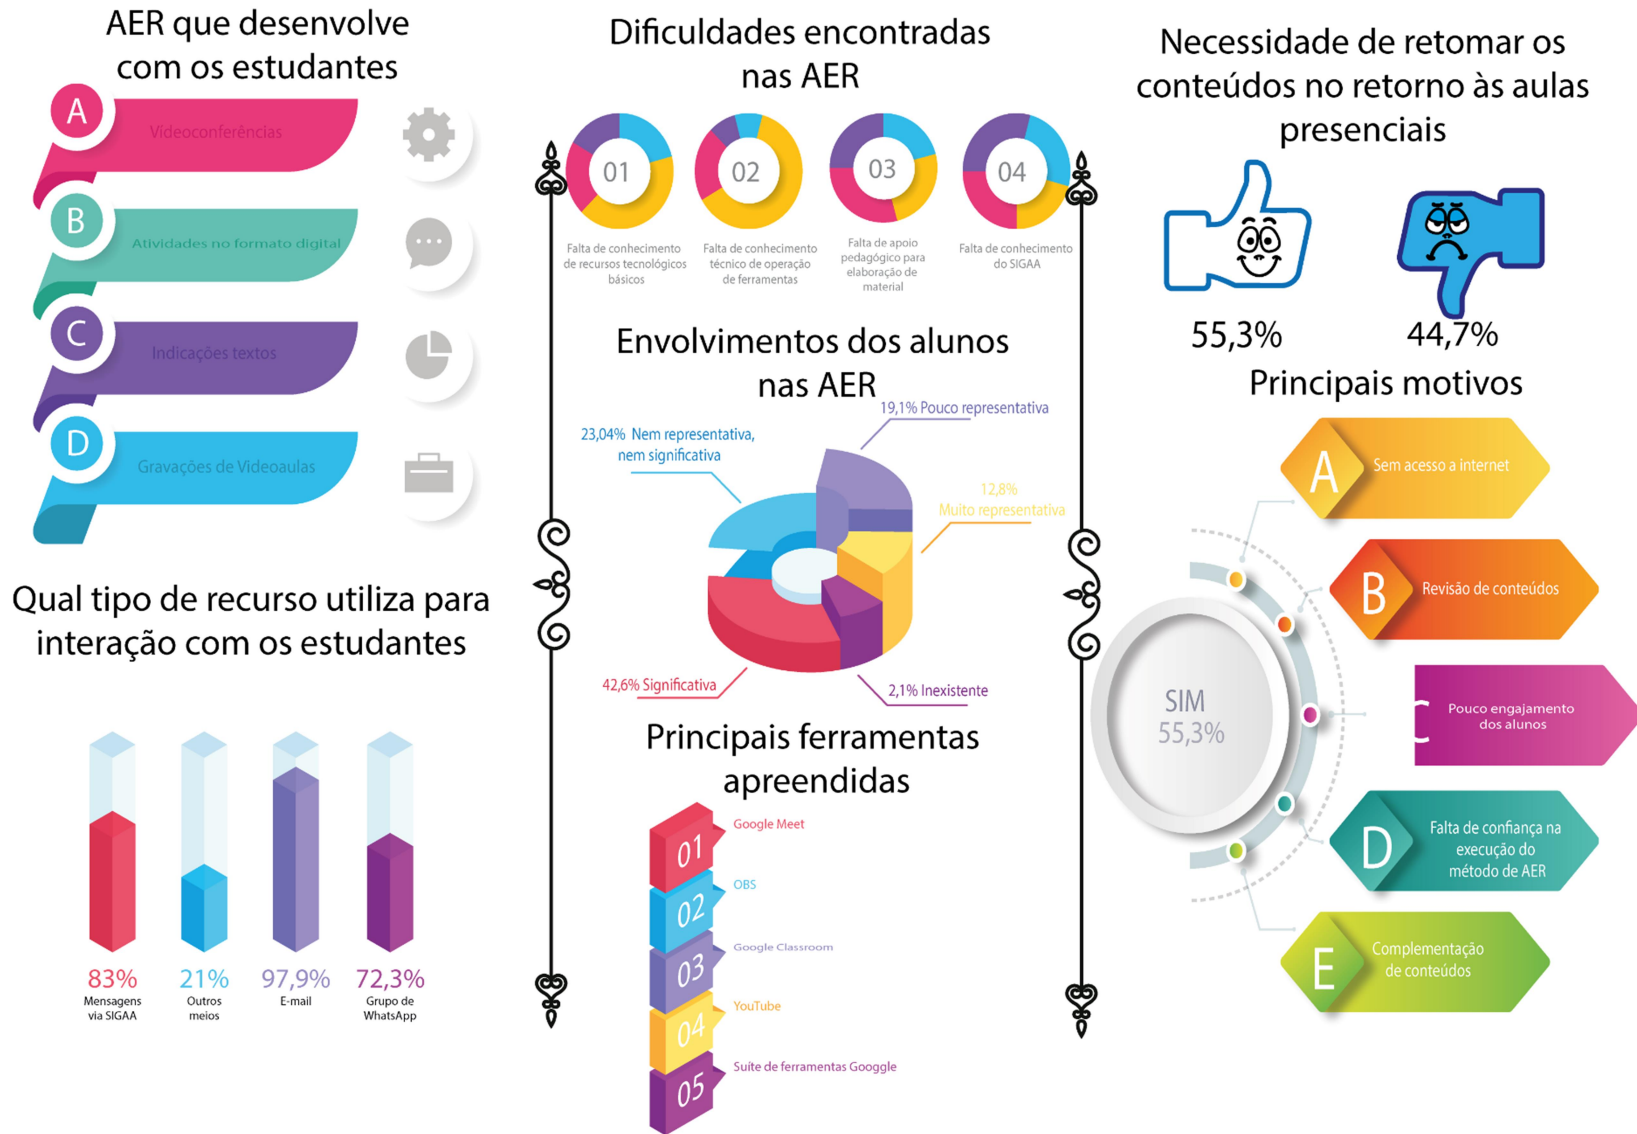 AER que desenvolve
com os estudantes
A
Vídeoconferências
B
Atividades no formato digital
C
Indicações textos
D
Gravações de Videoaulas
Qual tipo de recurso utiliza para
interação com os estudantes
83%
Mensagens
via SIGAA
21%
Outros
meios
97,9%
E-mail
72,3%
Grupo de
WhatsApp
Dificuldades encontradas
nas AER
01
Falta de conhecimento
de recursos tecnológicos
básicos
02
Falta de conhecimento
técnico de operação
de ferramentas
03
Falta de apoio
pedagógico para
elaboração de
material
04
Falta de conhecimento
do SIGAA
Envolvimentos dos alunos
nas AER
19,1% Pouco representativa
23,04% Nem representativa,
nem significativa
12,8%
Muito representativa
42,6% Significativa
2,1% Inexistente
Principais ferramentas
apreendidas
01
Google Meet
02
OBS
03
Google Classroom
04
YouTube
05
Suíte de ferramentas Googgle
Necessidade de retomar os
conteúdos no retorno às aulas
presenciais
55,3%
44,7%
Principais motivos
SIM
55,3%
A
Sem acesso a internet
B
Revisão de conteúdos
C
Pouco engajamento
dos alunos
D
Falta de confiança na
execução do
método de AER
E
Complementação
de conteúdos